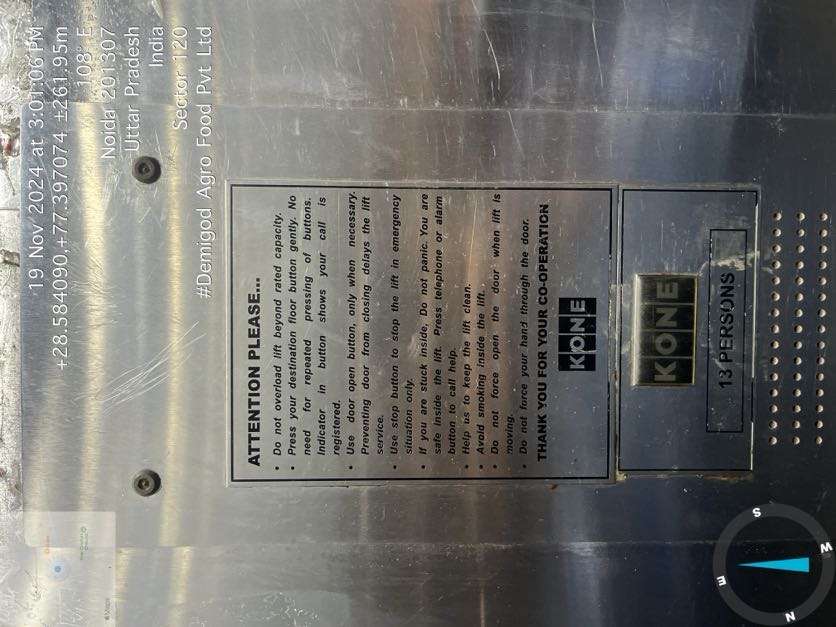 19 Nov 2024 at 3:01:06 PM
+28.584090,+77.397074 ±261.95m
108° E
Noida 201307
Uttar Pradesh
India
Sector 120
#Demigod Agro Food Pvt Ltd
ATTENTION PLEASE...
• Do not overload lift beyond rated capacity.
• Press your destination floor button gently. No
need for repeated pressing of buttons.
Indicator in button shows your call is
registered.
• Use door open button, only when necessary.
Preventing door from closing delays the lift
service.
• Use stop button to stop the lift in emergency
situation only.
• If you are stuck inside, Do not panic. You are
safe inside the lift. Press telephone or alarm
button to call help.
• Help us to keep the lift clean.
• Avoid smoking inside the lift.
• Do not force open the door when lift is
moving.
• Do not force your hand through the door.
THANK YOU FOR YOUR CO-OPERATION
KONE
KONE
13 PERSONS
S
W
E
N